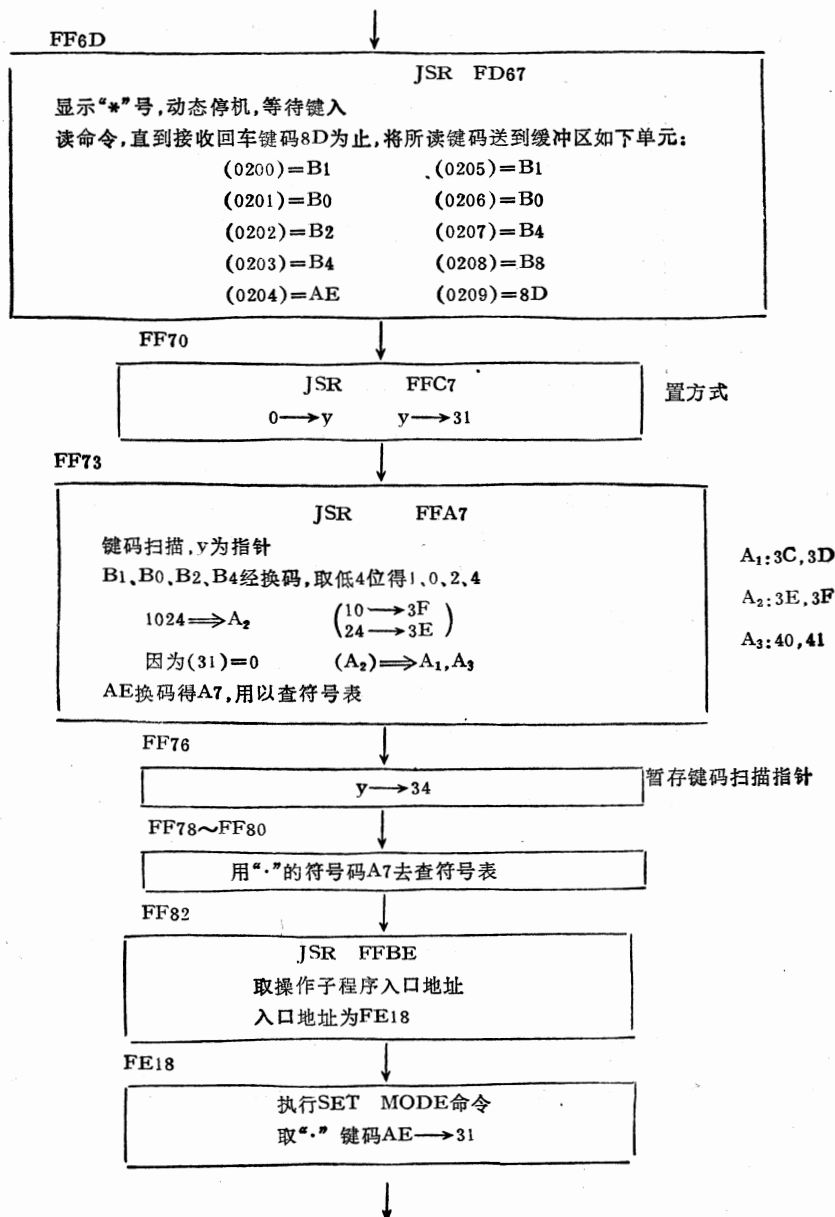 FF6D
JSR FD67
显示“*”号,动态停机,等待键入
读命令,直到接收回车键码8D为止,将所读键码送到缓冲区如下单元:
(0200)=B1 (0205)=B1
(0201)=B0 (0206)=B0
(0202)=B2 (0207)=B4
(0203)=B4 (0208)=B8
(0204)=AE (0209)=8D
FF70
JSR FFC7
0→y y→31
置方式
FF73
JSR FFA7
键码扫描,y为指针
B1、B0、B2、B4经换码,取低4位得1、0、2、4
1024⟹A₂ (10→3F
24→3E)
因为(31)=0 (A₂)⟹A₁,A₃
AE换码得A7,用以查符号表
A₁:3C,3D
A₂:3E,3F
A₃:40,41
FF76
y→34
暂存键码扫描指针
FF78～FF80
用“·”的符号码A7去查符号表
FF82
JSR FFBE
取操作子程序入口地址
入口地址为FE18
FE18
执行SET MODE命令
取“·”键码AE→31